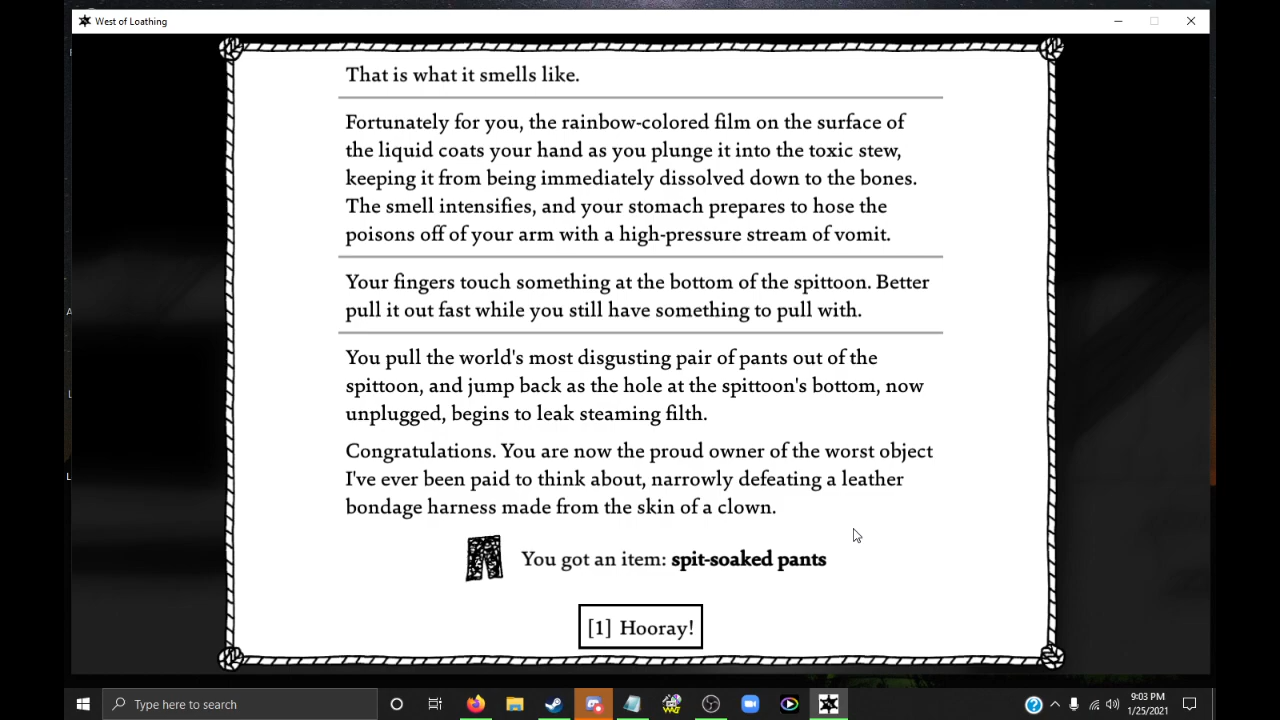 West of Loathing
That is what it smells like.
Fortunately for you, the rainbow-colored film on the surface of
the liquid coats your hand as you plunge it into the toxic stew,
keeping it from being immediately dissolved down to the bones.
The smell intensifies, and your stomach prepares to hose the
poisons off of your arm with a high-pressure stream of vomit.
Your fingers touch something at the bottom of the spittoon. Better
pull it out fast while you still have something to pull with.
You pull the world's most disgusting pair of pants out of the
spittoon, and jump back as the hole at the spittoon's bottom, now
unplugged, begins to leak steaming filth.
Congratulations. You are now the proud owner of the worst object
I've ever been paid to think about, narrowly defeating a leather
bondage harness made from the skin of a clown.
You got an item: spit-soaked pants
[1] Hooray!
Type here to search
9:03 PM
1/25/2021